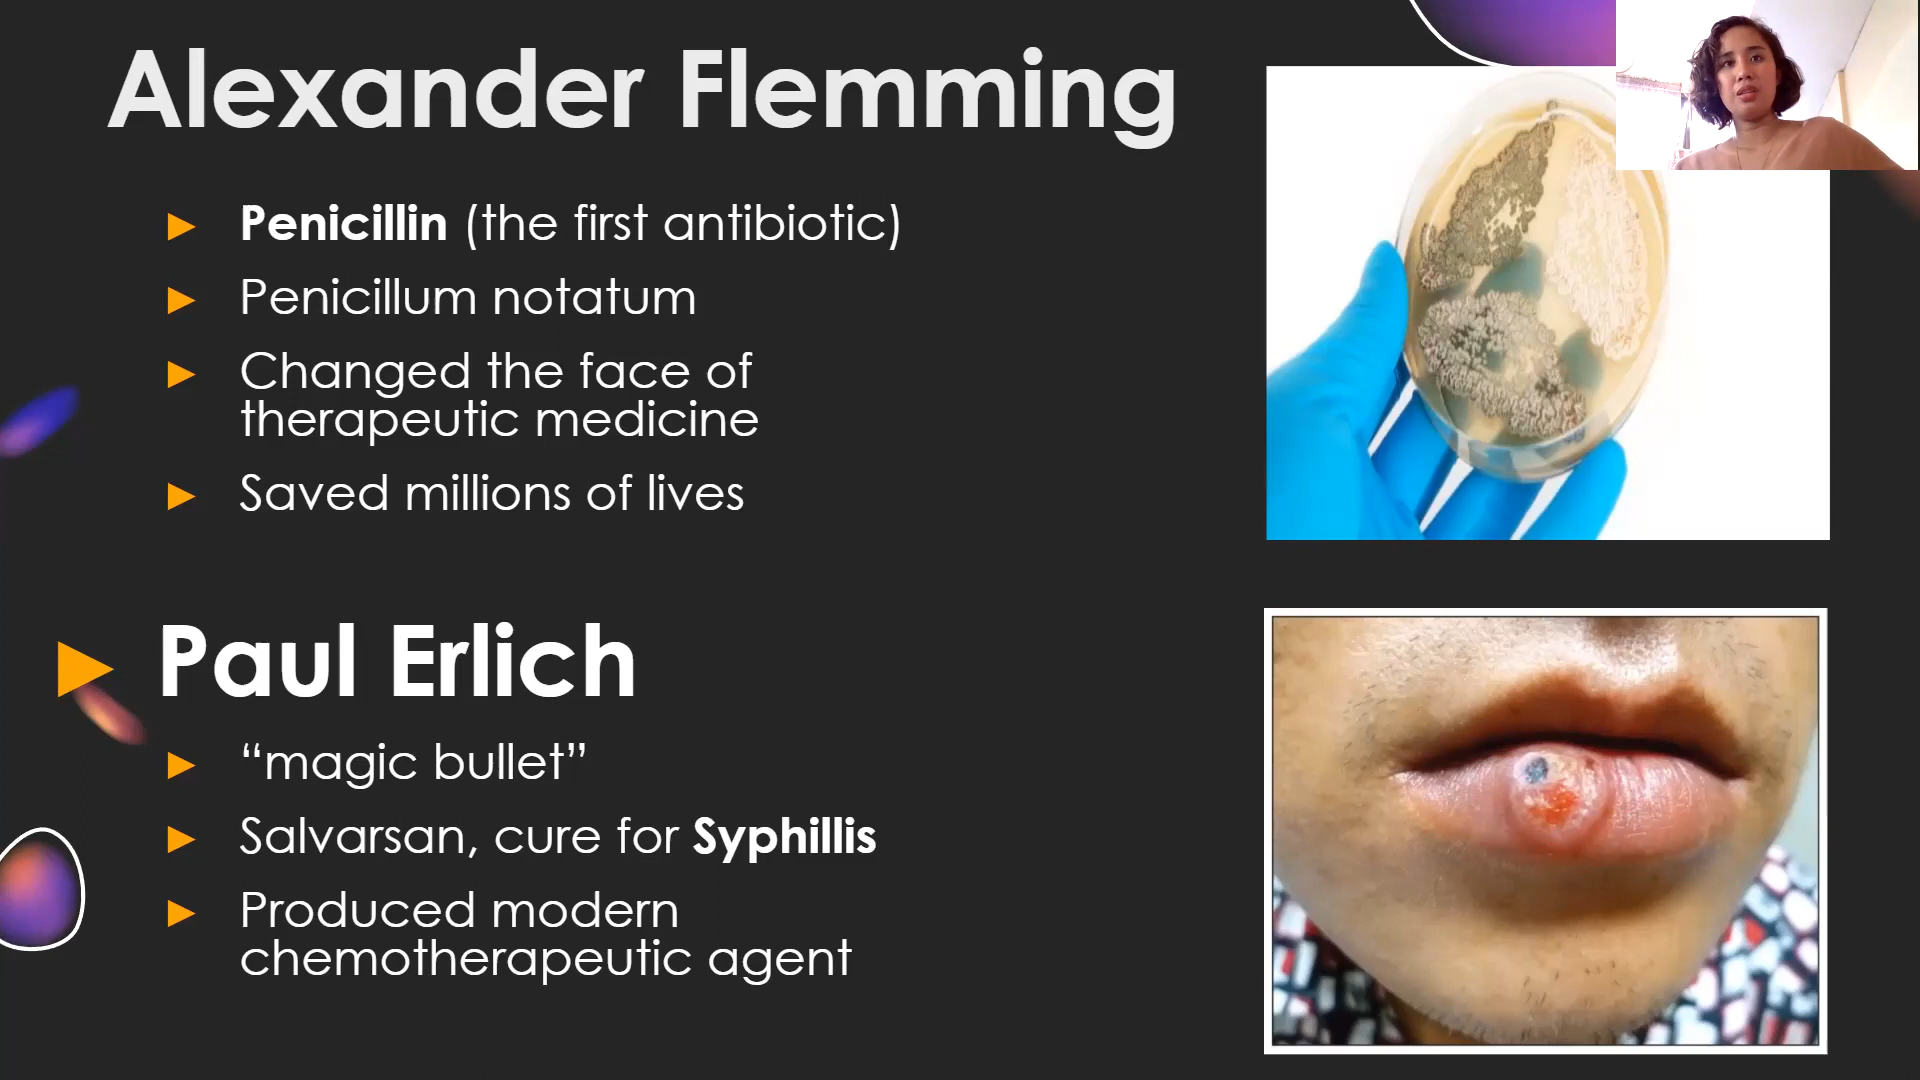 Alexander Flemming
Penicillin (the first antibiotic)
Penicillum notatum
Changed the face of
therapeutic medicine
Saved millions of lives
Paul Erlich
“magic bullet”
Salvarsan, cure for Syphillis
Produced modern
chemotherapeutic agent